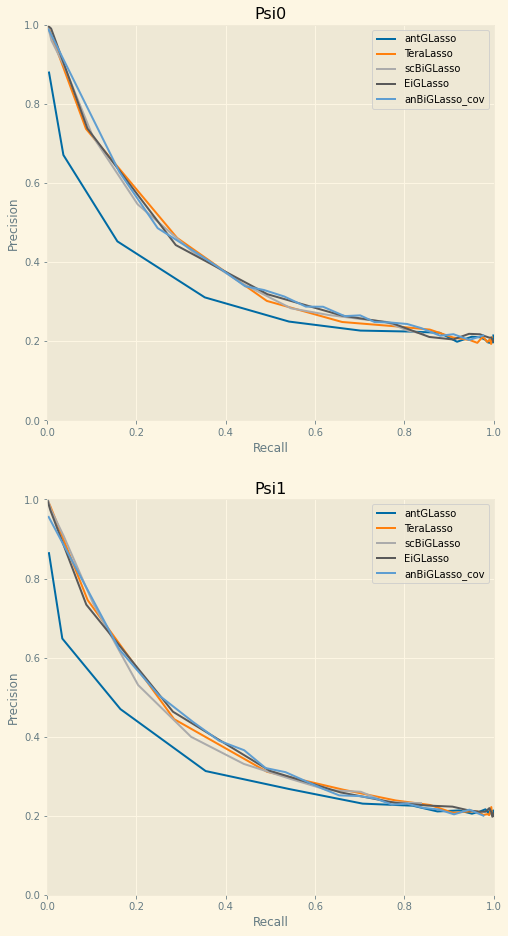 Psi0
antGLasso
TeraLasso
scBiGLasso
EiGLasso
anBiGLasso_cov
Precision
1.0
0.8
0.6
0.4
0.2
0.0
0.0 0.2 0.4 0.6 0.8 1.0
Recall
Psi1
antGLasso
TeraLasso
scBiGLasso
EiGLasso
anBiGLasso_cov
Precision
1.0
0.8
0.6
0.4
0.2
0.0
0.0 0.2 0.4 0.6 0.8 1.0
Recall